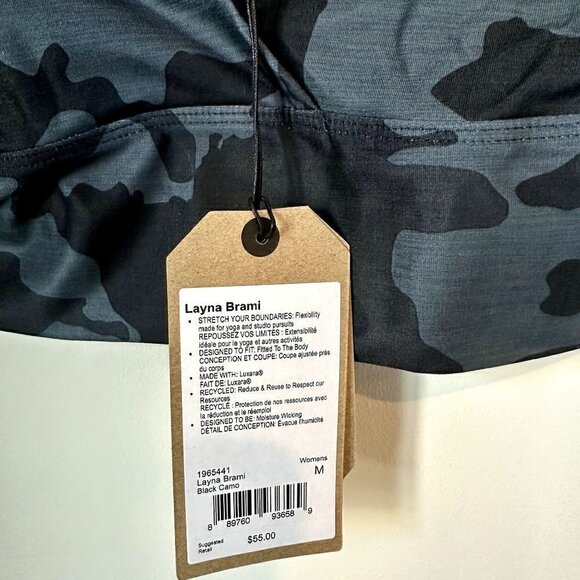 Layna Brami
• STRETCH YOUR BOUNDARIES: Flexibility
made for yoga and studio pursuits
REPOUSSEZ VOS LIMITES : Extensibilité
idéale pour le yoga et autres activités
• DESIGNED TO FIT: Fitted To The Body
CONCEPTION ET COUPE: Coupe ajustée près
du corps
• MADE WITH: Luxara®
FAIT DE: Luxara®
• RECYCLED: Reduce & Reuse to Respect our
Resources
RECYCLÉ : Protection de nos ressources avec
la réduction et le réemploi
• DESIGNED TO BE: Moisture Wicking
DÉTAIL DE CONCEPTION: Évacue l'humidité
Womens
1965441 M
Layna Brami
Black Camo
8 89760 93658 9
Suggested
Retail $55.00